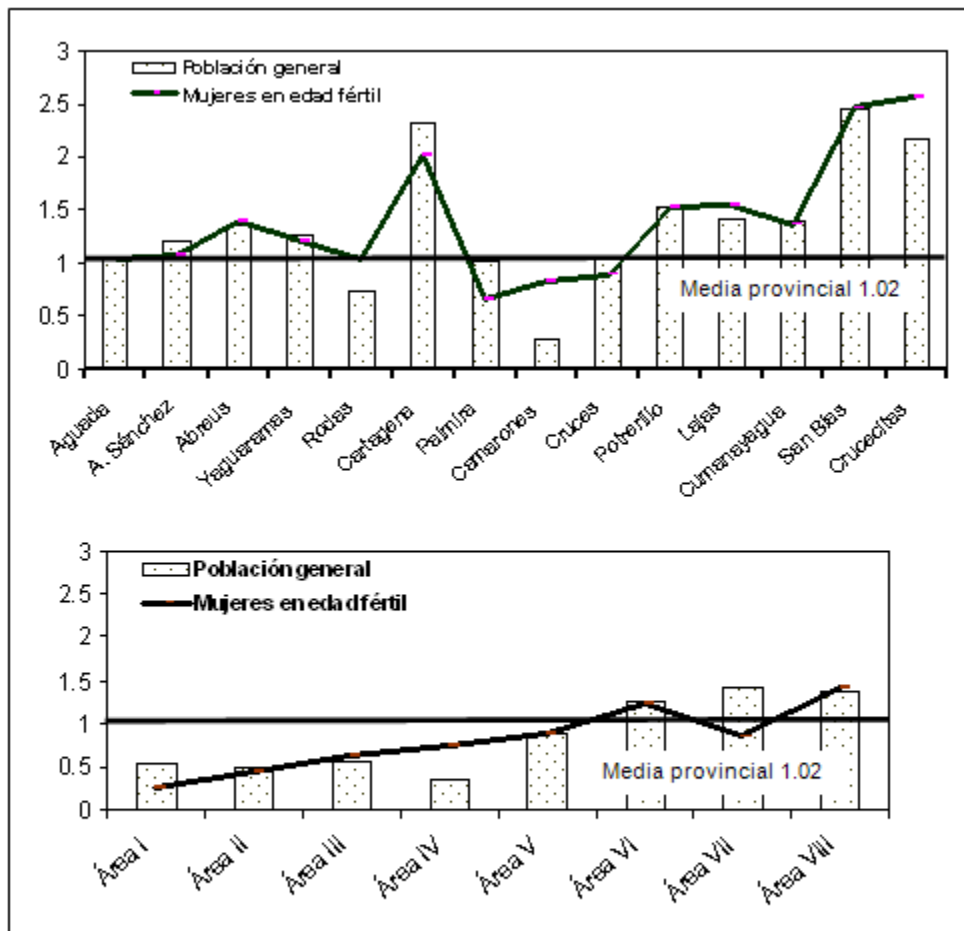 3
2.5
2
1.5
1
0.5
0
Población general
Mujeres en edad fértil
Media provincial 1.02
Aguada
A. Sánchez
Abreus
Yaguaramas
Rodas
Cartagena
Palmira
Camarones
Cruces
Potrerillo
Lajas
Cumanayagua
San Blas
Crucecitas
3
2.5
2
1.5
1
0.5
0
Población general
Mujeres en edad fértil
Media provincial 1.02
Área I
Área II
Área III
Área IV
Área V
Área VI
Área VII
Área VIII